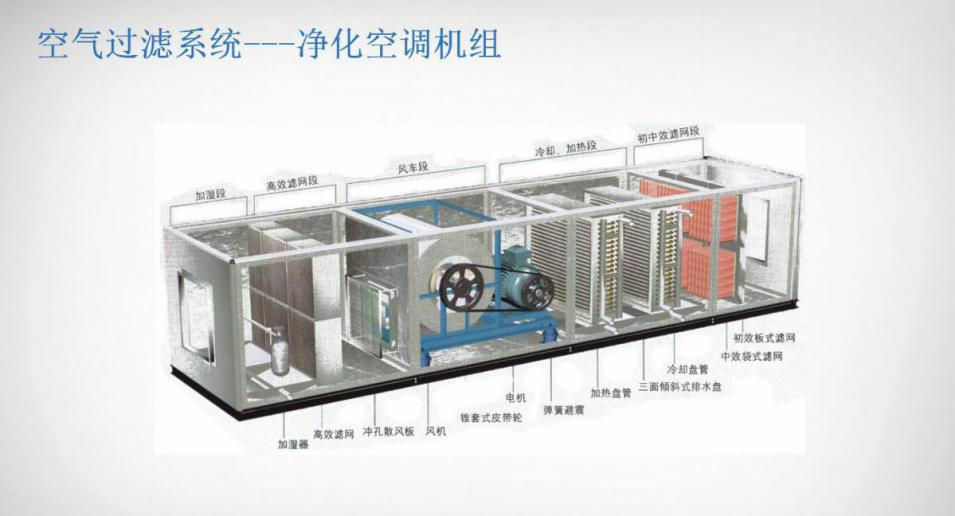 空气过滤系统---净化空调机组
加湿段
高效滤网段
风车段
冷却、加热段
初中效滤网段
初效板式滤网
中效袋式滤网
冷却盘管
三面倾斜式排水盘
加热盘管
弹簧避震
电机
锥套式皮带轮
风机
冲孔散风板
高效滤网
加湿器